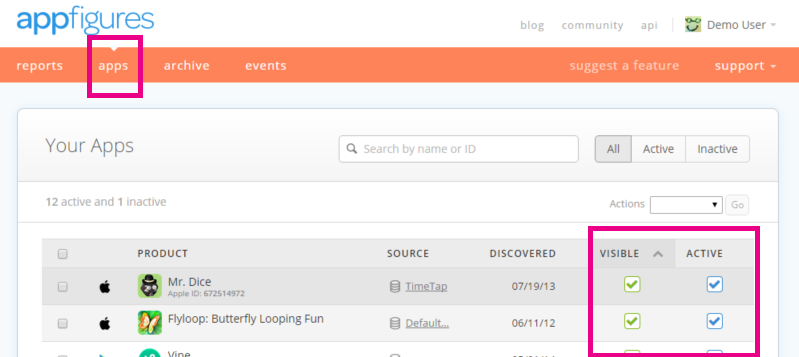 appfigures
blog community api Demo User
reports apps archive events suggest a feature support
Your Apps Search by name or ID All Active Inactive
12 active and 1 inactive Actions Go
PRODUCT SOURCE DISCOVERED VISIBLE ACTIVE
Mr. Dice TimeTap 07/19/13
Apple ID: 672514972
Flyloop: Butterfly Looping Fun Default... 06/11/12
Vine